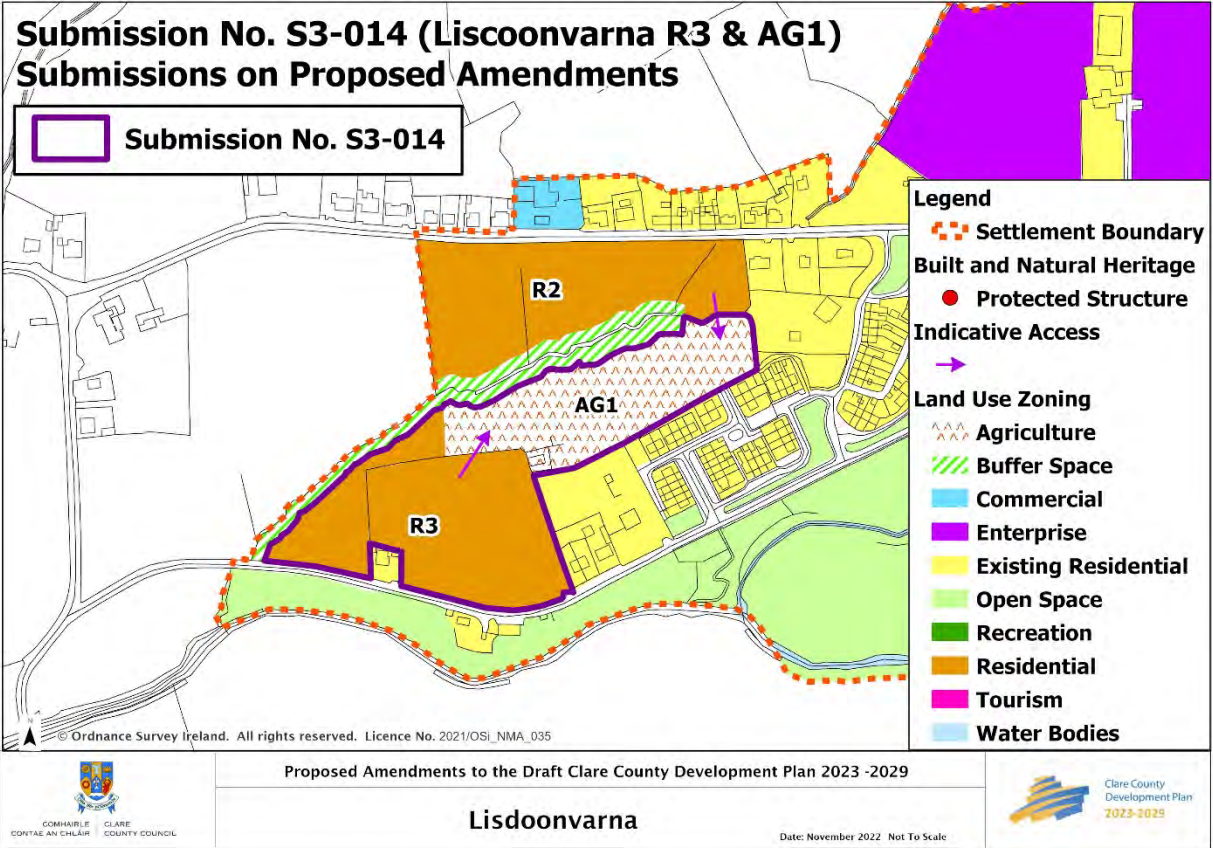 Submission No. S3-014 (Liscoonvarna R3 & AG1)
Submissions on Proposed Amendments
Submission No. S3-014
Legend
Settlement Boundary
Built and Natural Heritage
Protected Structure
Indicative Access
Land Use Zoning
Agriculture
Buffer Space
Commercial
Enterprise
Existing Residential
Open Space
Recreation
Residential
Tourism
Water Bodies
R2
AG1
R3
N
© Ordnance Survey Ireland. All rights reserved. Licence No. 2021/OSi_NMA_035
COMHAIRLE CLARE
CONTAE AN CHLÁIR COUNTY COUNCIL
Proposed Amendments to the Draft Clare County Development Plan 2023 -2029
Lisdoonvarna
Date: November 2022 Not To Scale
Clare County
Development Plan
2023-2029